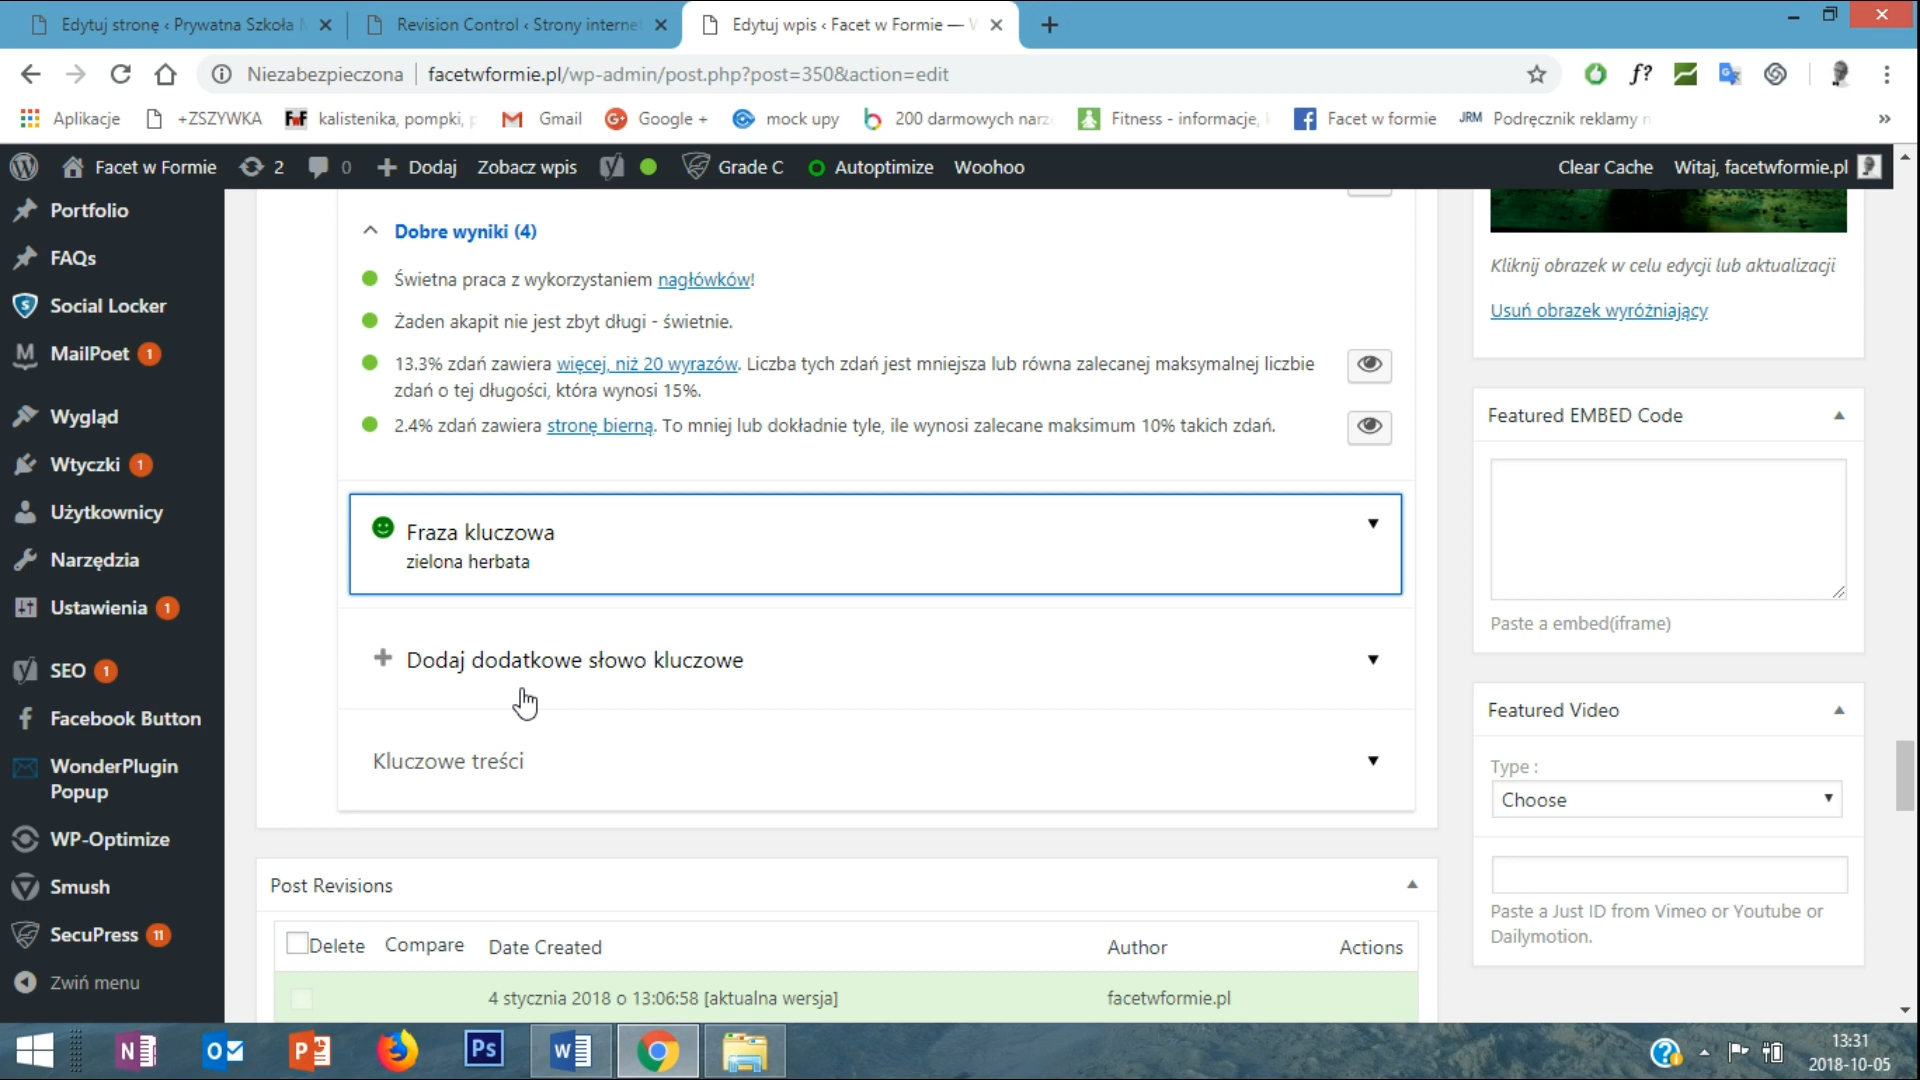 Edytuj stronę ‹ Prywatna Szkoła
Revision Control ‹ Strony interne
Edytuj wpis ‹ Facet w Formie —
Niezabezpieczona
facetwformie.pl/wp-admin/post.php?post=350&action=edit
f?
Aplikacje
+ZSZYWKA
FwF kalistenika, pompki,
Gmail
Google +
mock upy
200 darmowych narz
Fitness - informacje,
Facet w formie
JRM Podręcznik reklamy
Facet w Formie
2
0
Dodaj
Zobacz wpis
Grade C
Autoptimize
Woohoo
Clear Cache
Witaj, facetwformie.pl
Portfolio
FAQs
Social Locker
MailPoet 1
Wygląd
Wtyczki 1
Użytkownicy
Narzędzia
Ustawienia 1
SEO 1
Facebook Button
WonderPlugin
Popup
WP-Optimize
Smush
SecuPress 11
Zwiń menu
Dobre wyniki (4)
Świetna praca z wykorzystaniem nagłówków!
Żaden akapit nie jest zbyt długi - świetnie.
13.3% zdań zawiera więcej, niż 20 wyrazów. Liczba tych zdań jest mniejsza lub równa zalecanej maksymalnej liczbie
zdań o tej długości, która wynosi 15%.
2.4% zdań zawiera stronę bierną. To mniej lub dokładnie tyle, ile wynosi zalecane maksimum 10% takich zdań.
Fraza kluczowa
zielona herbata
Dodaj dodatkowe słowo kluczowe
Kluczowe treści
Post Revisions
Delete
Compare
Date Created
Author
Actions
4 stycznia 2018 o 13:06:58 [aktualna wersja]
facetwformie.pl
Kliknij obrazek w celu edycji lub aktualizacji
Usuń obrazek wyróżniający
Featured EMBED Code
Paste a embed(iframe)
Featured Video
Type :
Choose
Paste a Just ID from Vimeo or Youtube or
Dailymotion.
Ps
13:31
2018-10-05